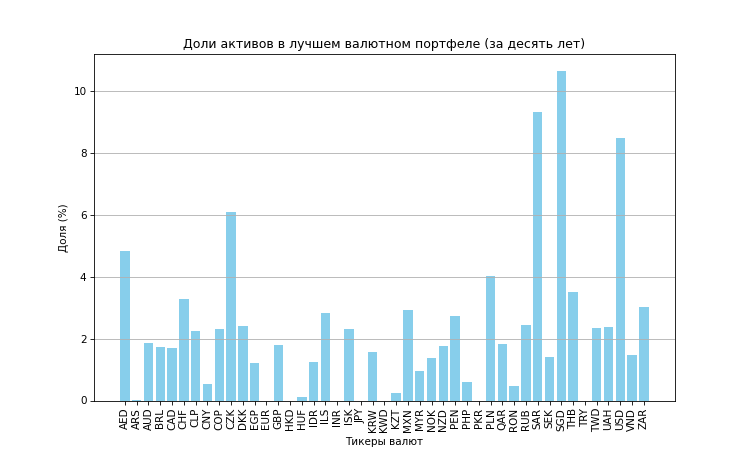 Доли активов в лучшем валютном портфеле (за десять лет)
Доля (%)
10
8
6
4
2
0
AED ARS AUD BRL CAD CHF CLP CNY COP CZK DKK EGP EUR GBP HKD HUF IDR ILS INR ISK JPY KRW KWD KZT MXN MYR NOK NZD PEN PHP PKR PLN QAR RON RUB SAR SEK SGD THB TRY TWD UAH USD VND ZAR
Тикеры валют